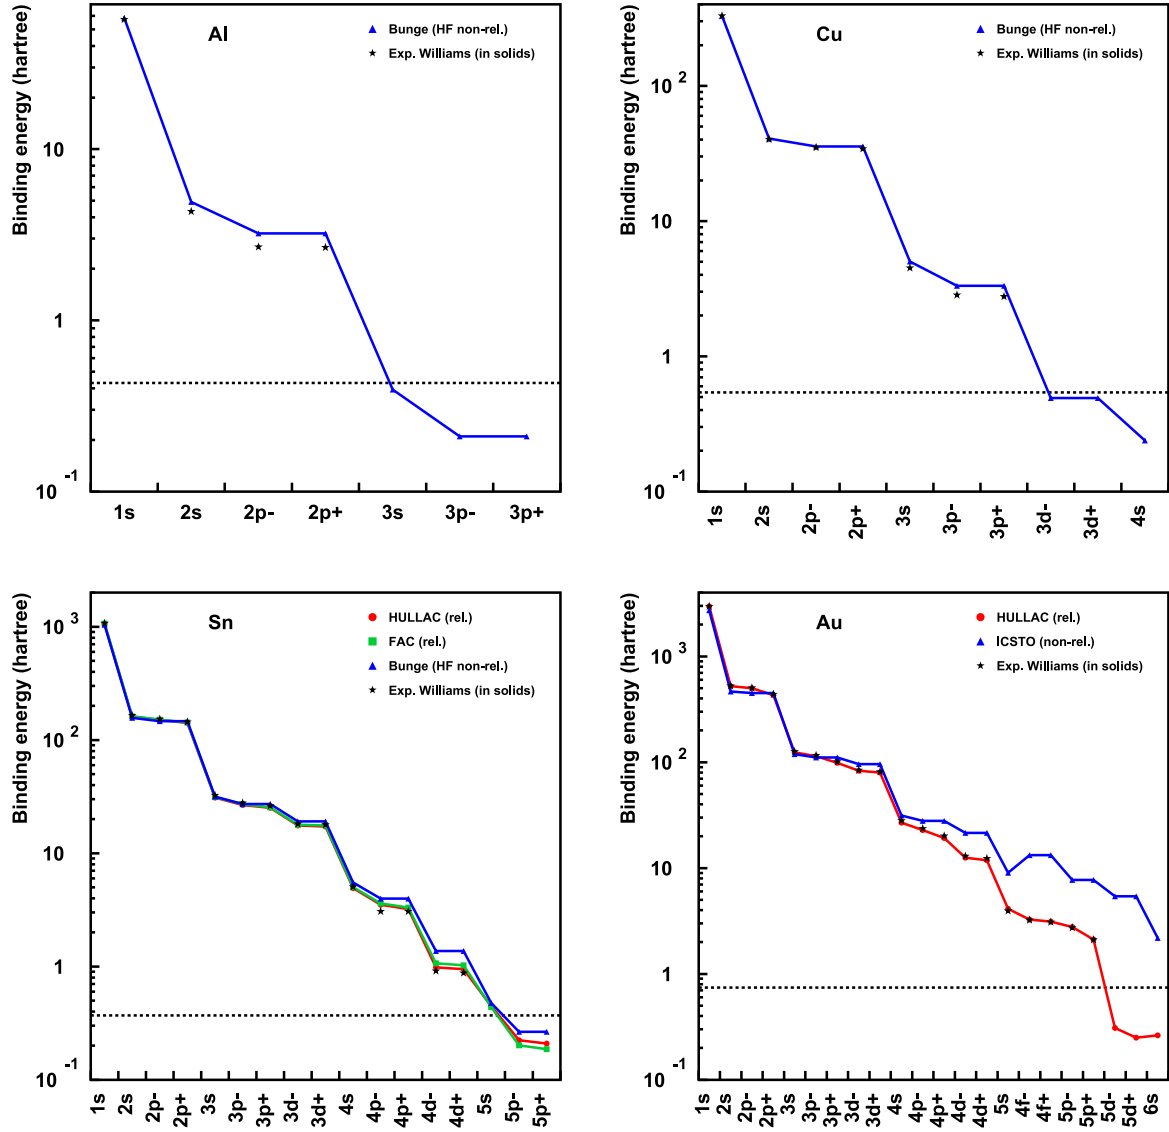 Al
Bunge (HF non-rel.)
Exp. Williams (in solids)
Binding energy (hartree)
10
1
10 -1
1s 2s 2p- 2p+ 3s 3p- 3p+
Cu
Bunge (HF non-rel.)
Exp. Williams (in solids)
Binding energy (hartree)
10 2
10
1
10 -1
1s 2s 2p- 2p+ 3s 3p- 3p+ 3d- 3d+ 4s
Sn
HULLAC (rel.)
FAC (rel.)
Bunge (HF non-rel.)
Exp. Williams (in solids)
Binding energy (hartree)
10 3
10 2
10
1
10 -1
1s 2s 2p- 2p+ 3s 3p- 3p+ 3d- 3d+ 4s 4p- 4p+ 4d- 4d+ 5s 5p- 5p+
Au
HULLAC (rel.)
ICSTO (non-rel.)
Exp. Williams (in solids)
Binding energy (hartree)
10 3
10 2
10
1
10 -1
1s 2s 2p- 2p+ 3s 3p- 3p+ 3d- 3d+ 4s 4p- 4p+ 4d- 4d+ 5s 4f- 4f+ 5p- 5p+ 5d- 5d+ 6s